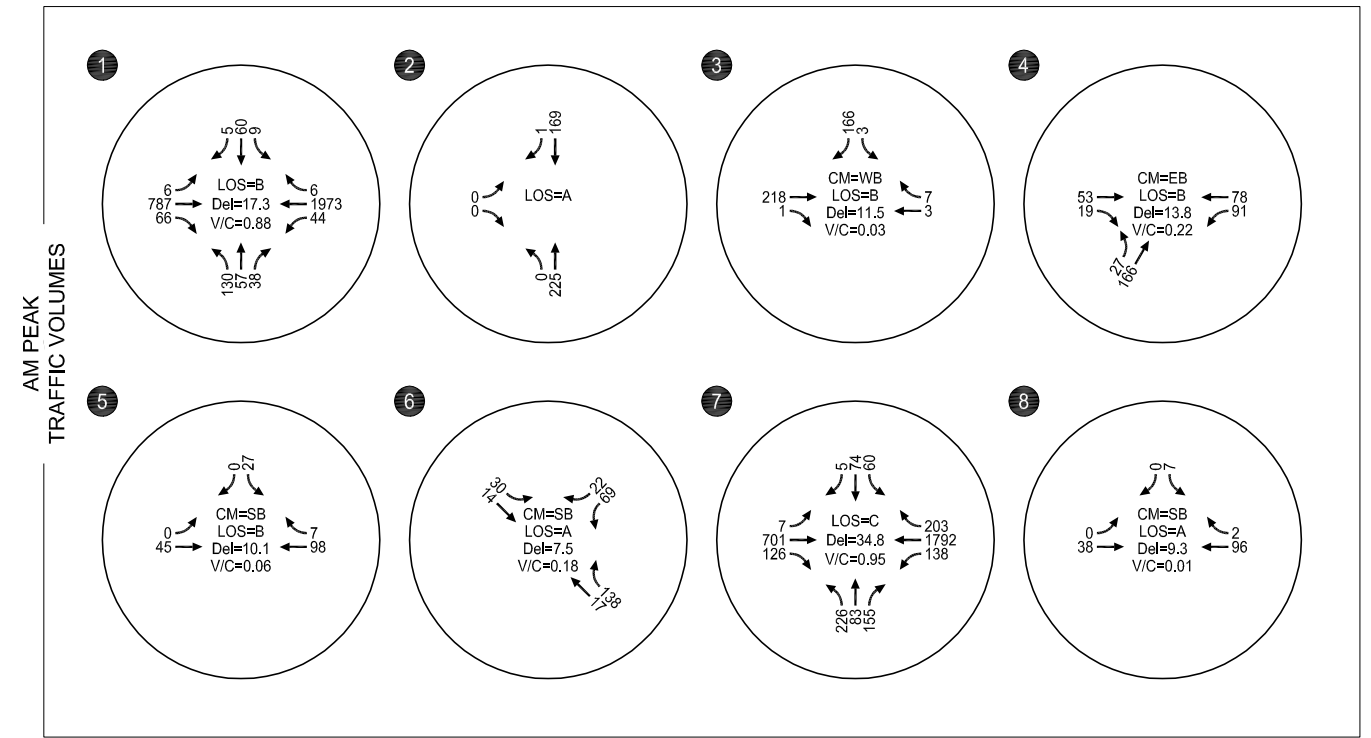 AM PEAK
TRAFFIC VOLUMES
1
5
60
9
6
787
66
LOS=B
Del=17.3
V/C=0.88
6
1973
44
130
57
38
2
1
169
0
0
LOS=A
0
225
3
166
3
218
1
CM=WB
LOS=B
Del=11.5
V/C=0.03
7
3
4
53
19
CM=EB
LOS=B
Del=13.8
V/C=0.22
78
91
27
166
5
0
27
0
45
CM=SB
LOS=B
Del=10.1
V/C=0.06
7
98
6
30
14
22
69
CM=SB
LOS=A
Del=7.5
V/C=0.18
138
17
7
5
74
60
7
701
126
LOS=C
Del=34.8
V/C=0.95
203
1792
138
226
83
155
8
0
7
0
38
CM=SB
LOS=A
Del=9.3
V/C=0.01
2
96